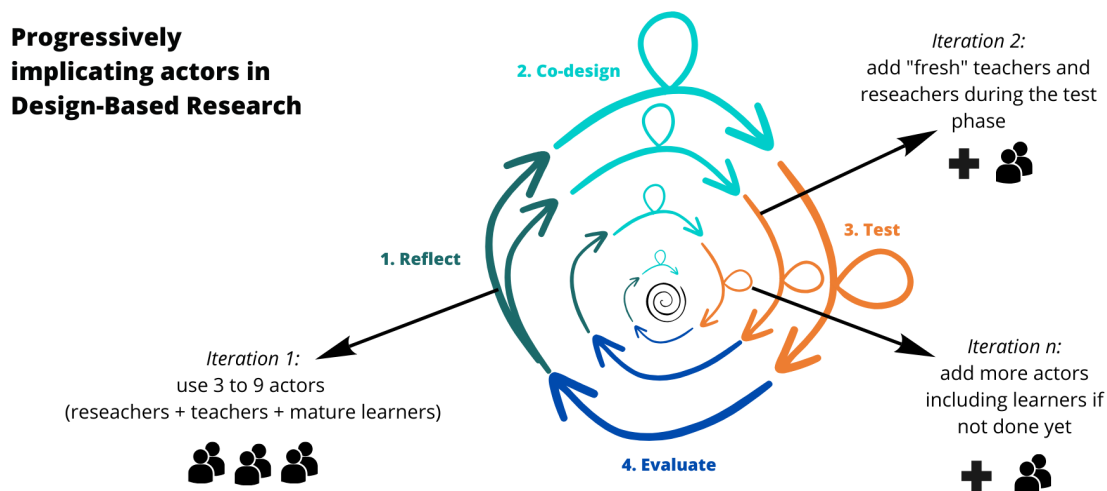 Progressively
implicating actors in
Design-Based Research
2. Co-design
Iteration 2:
add "fresh" teachers and
reseachers during the test
phase
3. Test
1. Reflect
Iteration 1:
use 3 to 9 actors
(reseachers + teachers + mature learners)
Iteration n:
add more actors
including learners if
not done yet
4. Evaluate